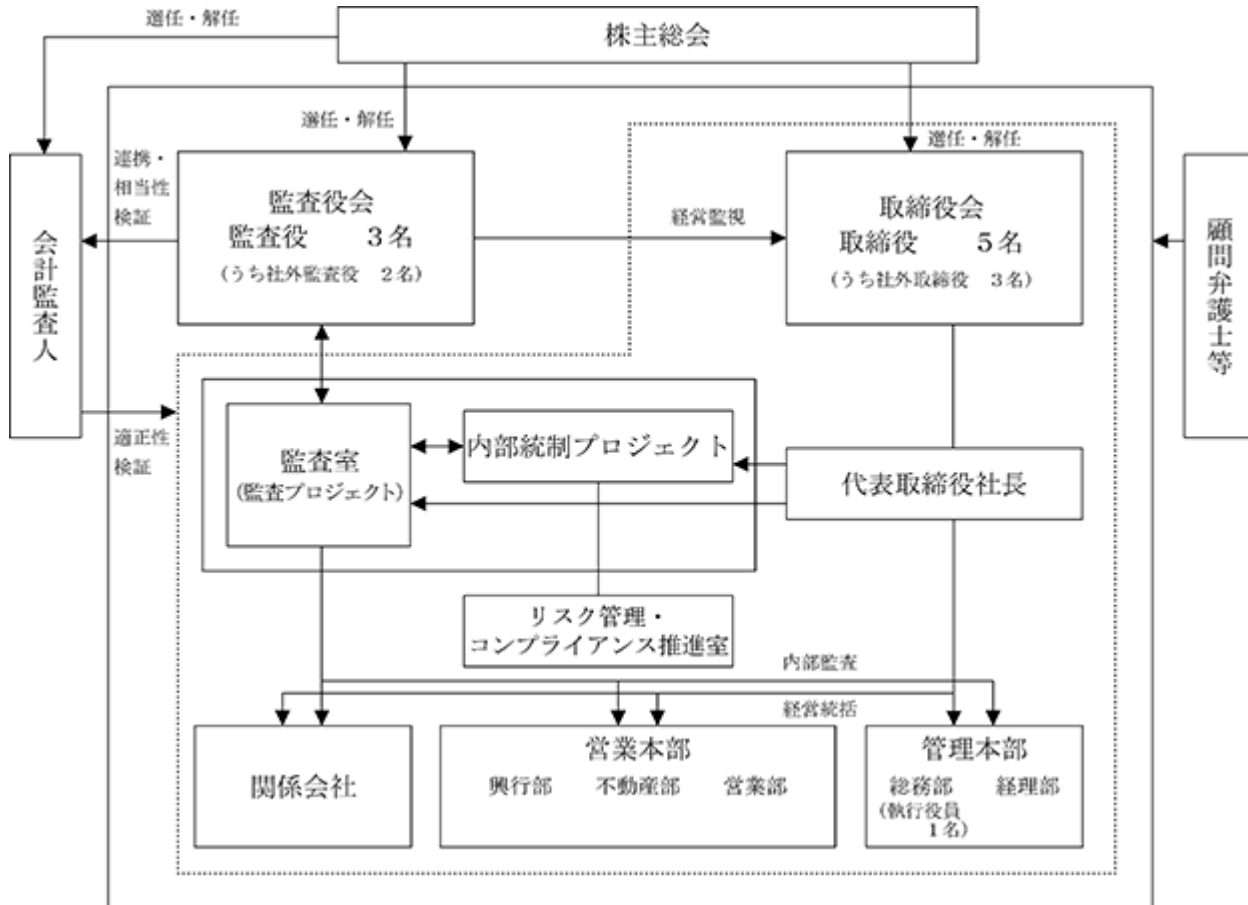 選任・解任
株主総会
選任・解任
選任・解任
連携・
相当性
検証
監査役会
監査役　3名
(うち社外監査役　2名)
経営監視
取締役会
取締役　5名
(うち社外取締役　3名)
会計監査人
顧問弁護士等
適正性
検証
監査室
(監査プロジェクト)
内部統制プロジェクト
代表取締役社長
リスク管理・
コンプライアンス推進室
内部監査
経営統括
関係会社
営業本部
興行部　不動産部　営業部
管理本部
総務部　経理部
(執行役員
1名)